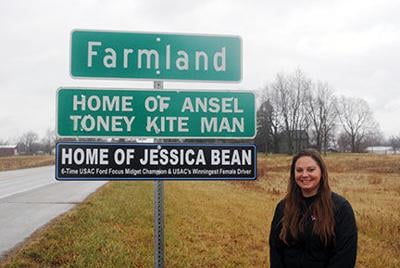 Farmland
HOME OF ANSEL
TONEY KITE MAN
HOME OF JESSICA BEAN
6-Time USAC Ford Focus Midget Champion & USAC's Winningest Female Driver